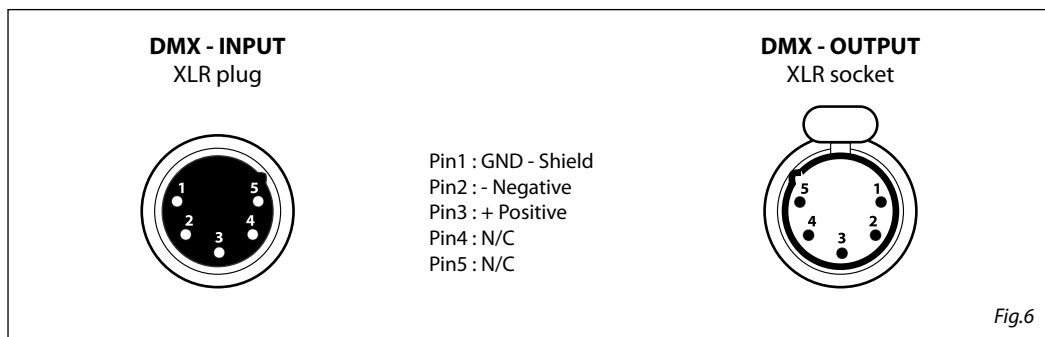 DMX - INPUT
XLR plug
1
5
2
4
3
Pin1 : GND - Shield
Pin2 : - Negative
Pin3 : + Positive
Pin4 : N/C
Pin5 : N/C
DMX - OUTPUT
XLR socket
5
1
4
2
3
Fig.6